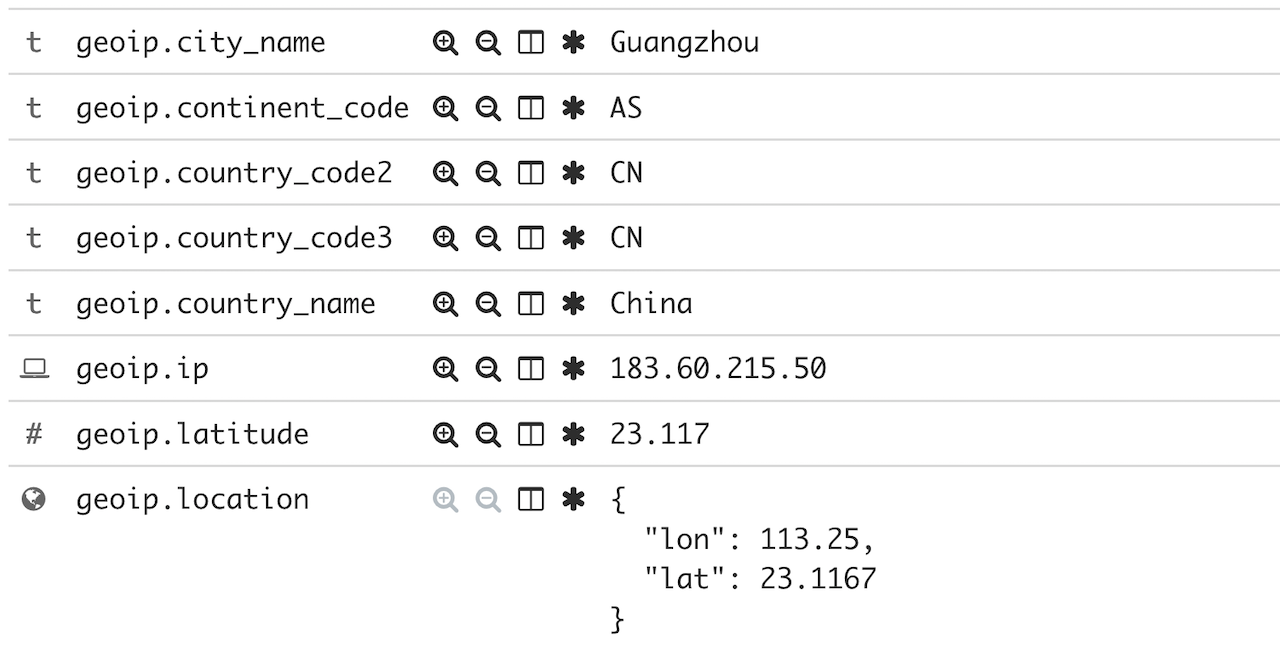 t geoip.city_name Guangzhou
t geoip.continent_code AS
t geoip.country_code2 CN
t geoip.country_code3 CN
t geoip.country_name China
geoip.ip 183.60.215.50
# geoip.latitude 23.117
geoip.location {
"lon": 113.25,
"lat": 23.1167
}